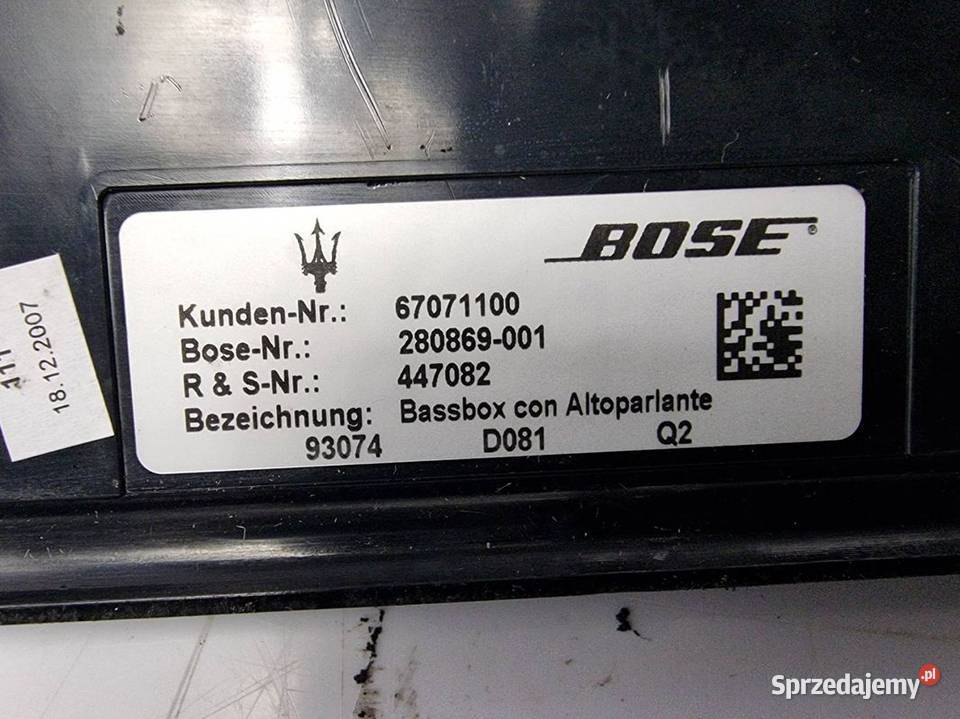 BOSE®
Kunden-Nr.: 67071100
Bose-Nr.: 280869-001
R & S-Nr.: 447082
Bezeichnung: Bassbox con Altoparlante
93074 D081 Q2
18.12.2007
Sprzedajemy.pl